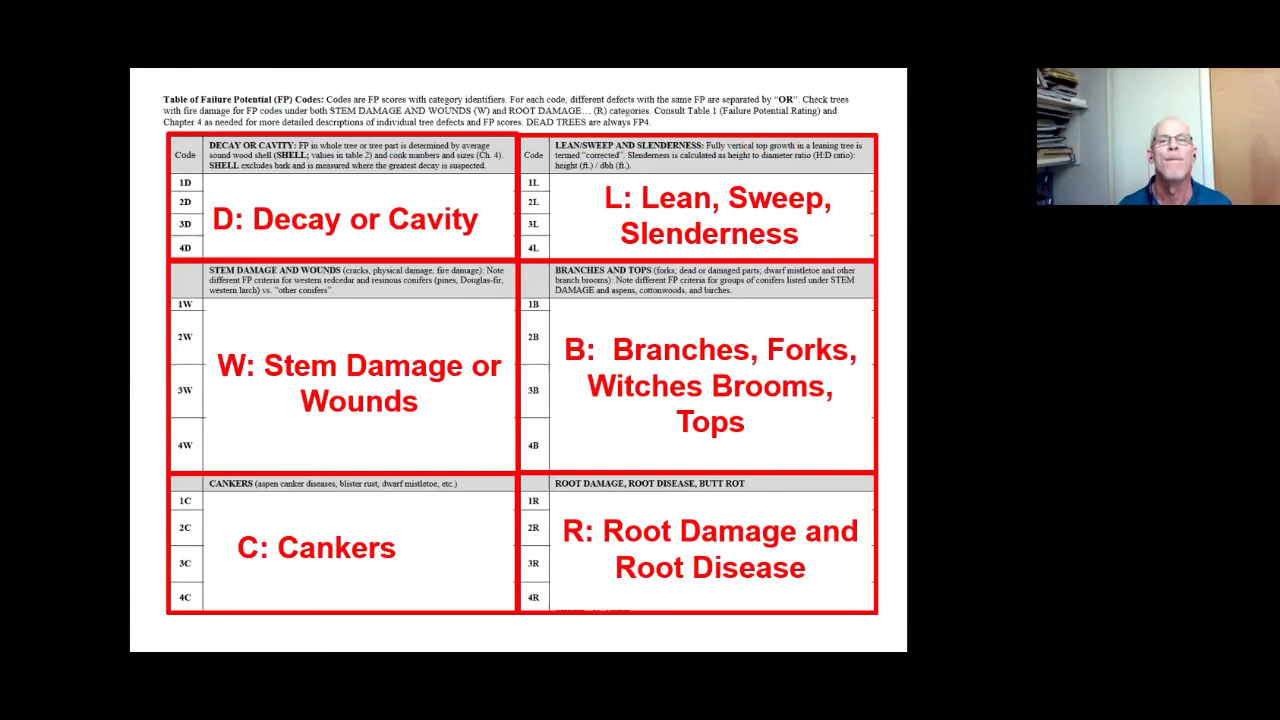 Table of Failure Potential (FP) Codes: Codes are FP scores with category identifiers. For each code, different defects with the same FP are separated by "OR". Check trees
with fire damage for FP codes under both STEM DAMAGE AND WOUNDS (W) and ROOT DAMAGE... (R) categories. Consult Table 1 (Failure Potential Rating) and
Chapter 4 as needed for more detailed descriptions of individual tree defects and FP scores. DEAD TREES are always FP4.
Code
DECAY OR CAVITY: FP in whole tree or tree part is determined by average
sound wood shell (SHELL; values in table 2) and conk numbers and sizes (Ch. 4).
SHELL excludes bark and is measured where the greatest decay is suspected.
1D
2D
3D
4D
D: Decay or Cavity
Code
LEAN/SWEEP AND SLENDERNESS: Fully vertical top growth in a leaning tree is
termed "corrected". Slenderness is calculated as height to diameter ratio (H:D ratio):
height (ft.) / dbh (ft.).
1L
2L
3L
4L
L: Lean, Sweep,
Slenderness
STEM DAMAGE AND WOUNDS (cracks, physical damage, fire damage): Note
different FP criteria for western redcedar and resinous conifers (pines, Douglas-fir,
western larch) vs. "other conifers".
1W
2W
3W
4W
W: Stem Damage or
Wounds
BRANCHES AND TOPS (forks; dead or damaged parts; dwarf mistletoe and other
branch brooms): Note different FP criteria for groups of conifers listed under STEM
DAMAGE and aspens, cottonwoods, and birches.
1B
2B
3B
4B
B: Branches, Forks,
Witches Brooms,
Tops
CANKERS (aspen canker diseases, blister rust, dwarf mistletoe, etc.)
1C
2C
3C
4C
C: Cankers
ROOT DAMAGE, ROOT DISEASE, BUTT ROT
1R
2R
3R
4R
R: Root Damage and
Root Disease